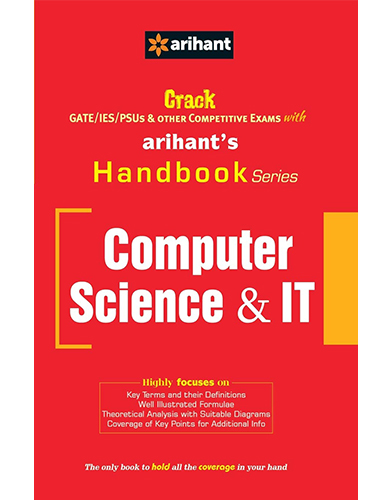 arihant
Crack
GATE/IES/PSUs & OTHER COMPETITIVE EXAMS with
arihant's
Handbook Series
Computer
Science & IT
Highly focuses on
Key Terms and their Definitions
Well Illustrated Formulae
Theoretical Analysis with Suitable Diagrams
Coverage of Key Points for Additional Info
The only book to hold all the coverage in your hand